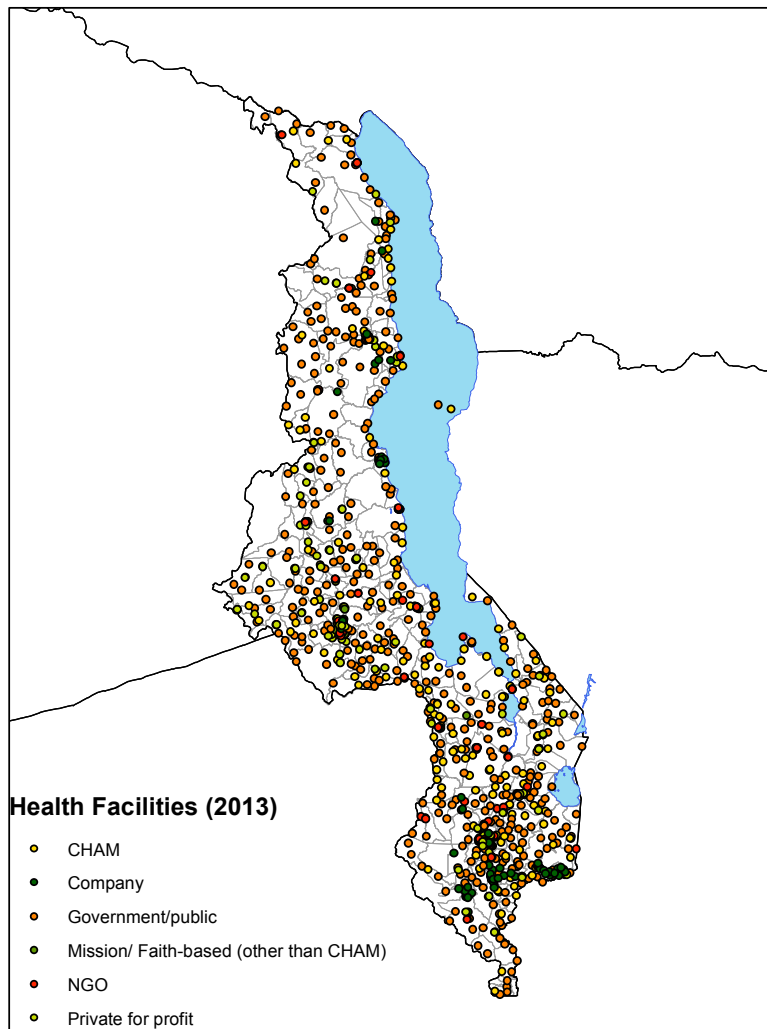 Health Facilities (2013)
CHAM
Company
Government/public
Mission/ Faith-based (other than CHAM)
NGO
Private for profit